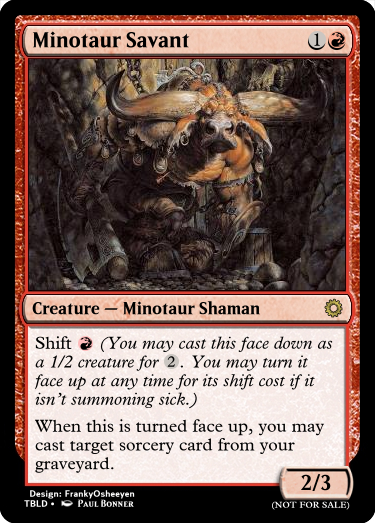 Minotaur Savant 1
Creature — Minotaur Shaman
Shift (You may cast this face down as
a 1/2 creature for 2. You may turn it
face up at any time for its shift cost if it
isn't summoning sick.)
When this is turned face up, you may
cast target sorcery card from your
graveyard.
2/3
Design: FrankyOsheeyen
TBLD • Paul Bonner
(NOT FOR SALE)